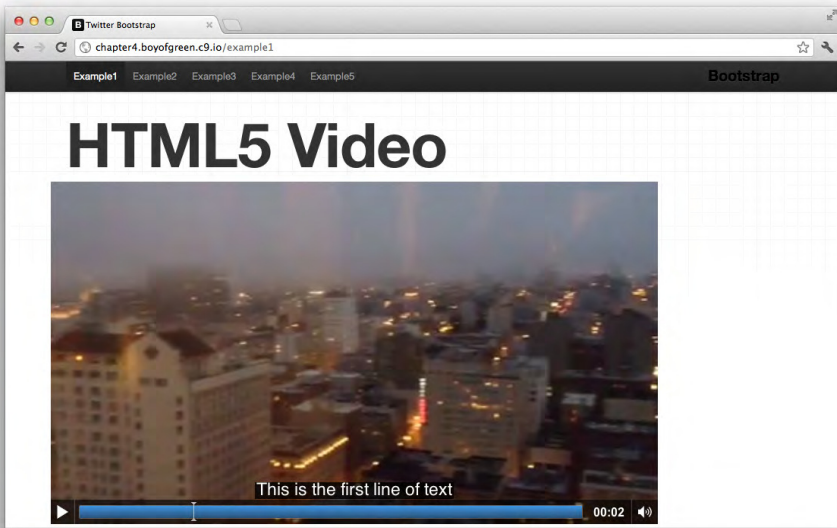 B Twitter Bootstrap
chapter4.boyofgreen.c9.io/example1
Example1 Example2 Example3 Example4 Example5 Bootstrap
HTML5 Video
This is the first line of text
00:02